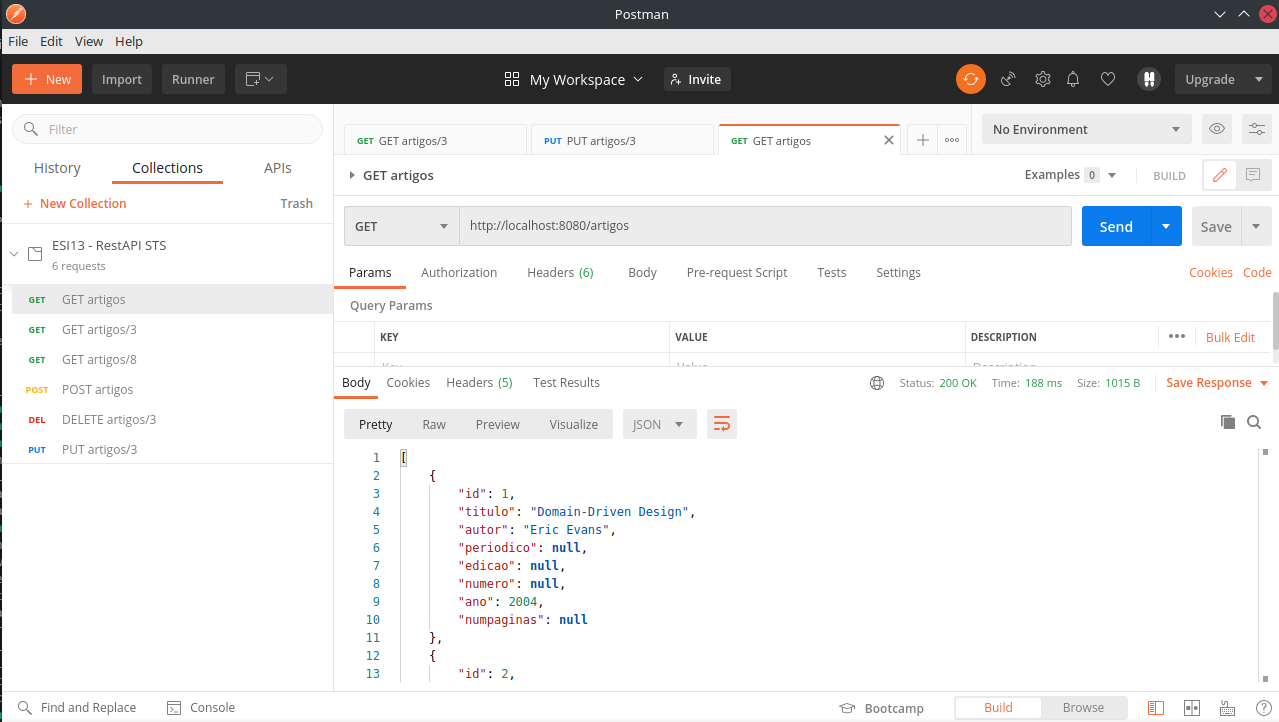 Postman
File Edit View Help
New Import Runner My Workspace Invite Upgrade
Filter
History Collections APIs
+ New Collection Trash
ESI13 - RestAPI STS
6 requests
GET GET artigos
GET GET artigos/3
GET GET artigos/8
POST POST artigos
DEL DELETE artigos/3
PUT PUT artigos/3
GET GET artigos/3 PUT PUT artigos/3 GET GET artigos No Environment
GET artigos Examples 0 BUILD
GET http://localhost:8080/artigos Send Save
Params Authorization Headers (6) Body Pre-request Script Tests Settings Cookies Code
Query Params
KEY VALUE DESCRIPTION Bulk Edit
Key Value Description
Body Cookies Headers (5) Test Results Status: 200 OK Time: 188 ms Size: 1015 B Save Response
Pretty Raw Preview Visualize JSON
1 [
2 {
3 "id": 1,
4 "titulo": "Domain-Driven Design",
5 "autor": "Eric Evans",
6 "periodico": null,
7 "edicao": null,
8 "numero": null,
9 "ano": 2004,
10 "numpaginas": null
11 },
12 {
13 "id": 2,
Find and Replace Console Bootcamp Build Browse